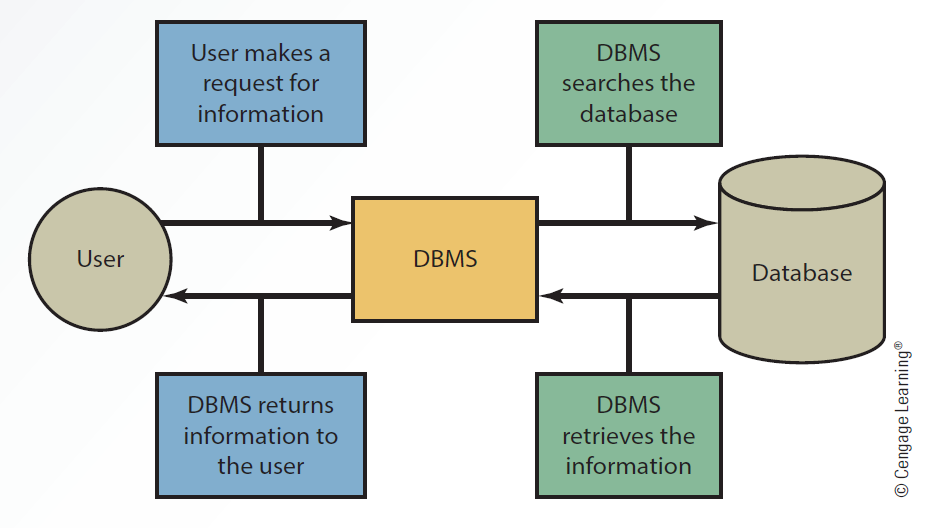 User makes a
request for
information
DBMS
searches the
database
User
DBMS
Database
DBMS returns
information to
the user
DBMS
retrieves the
information
© Cengage Learning®